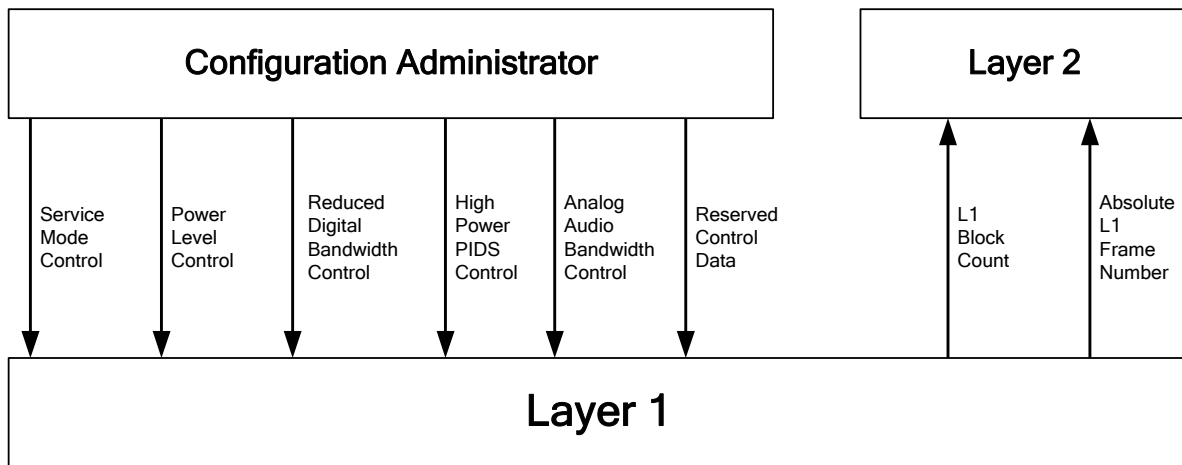 Configuration Administrator
Layer 2
Service
Mode
Control
Power
Level
Control
Reduced
Digital
Bandwidth
Control
High
Power
PIDS
Control
Analog
Audio
Bandwidth
Control
Reserved
Control
Data
L1
Block
Count
Absolute
L1
Frame
Number
Layer 1